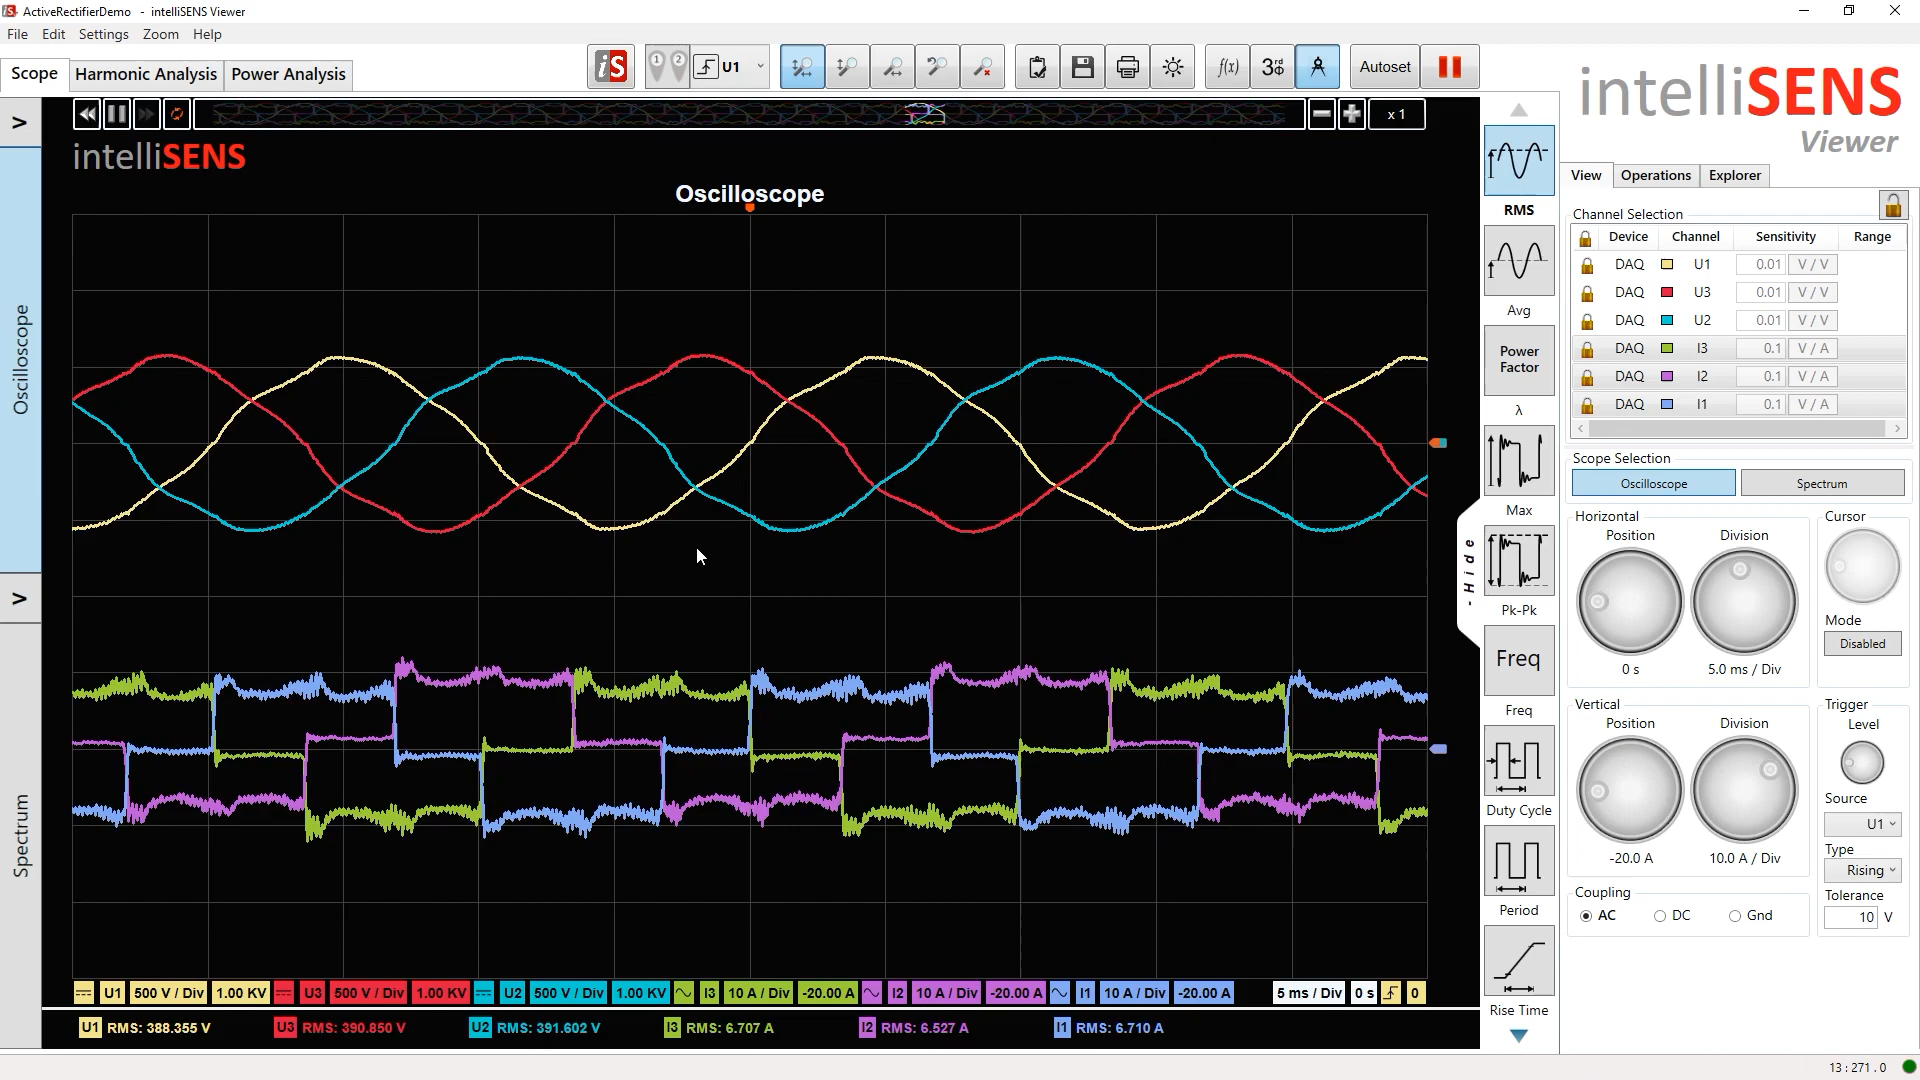 ActiveRectifierDemo - intelliSENS Viewer
File Edit Settings Zoom Help
Scope Harmonic Analysis Power Analysis
iS 1 2 U1 f(x) 3rd Φ Autoset
intelliSENS
Viewer
x 1
intelliSENS
Oscilloscope
>
Oscilloscope
>
Spectrum
RMS
Avg
Power
Factor
λ
Max
Pk-Pk
Freq
Freq
Duty Cycle
Period
Rise Time
- Hide
View Operations Explorer
Channel Selection
Device Channel Sensitivity Range
DAQ U1 0.01 V / V
DAQ U3 0.01 V / V
DAQ U2 0.01 V / V
DAQ I3 0.1 V / A
DAQ I2 0.1 V / A
DAQ I1 0.1 V / A
Scope Selection
Oscilloscope Spectrum
Horizontal
Position Division
0 s 5.0 ms / Div
Cursor
Mode
Disabled
Vertical
Position Division
-20.0 A 10.0 A / Div
Trigger
Level
Source
U1
Type
Rising
Tolerance
10 V
Coupling
AC DC Gnd
U1 500 V / Div 1.00 KV U3 500 V / Div 1.00 KV U2 500 V / Div 1.00 KV I3 10 A / Div -20.00 A I2 10 A / Div -20.00 A I1 10 A / Div -20.00 A 5 ms / Div 0 s 0
U1 RMS: 388.355 V U3 RMS: 390.850 V U2 RMS: 391.602 V I3 RMS: 6.707 A I2 RMS: 6.527 A I1 RMS: 6.710 A
13 : 271 . 0